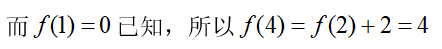 而 f(1)=0 已知，所以 f(4)=f(2)+2=4